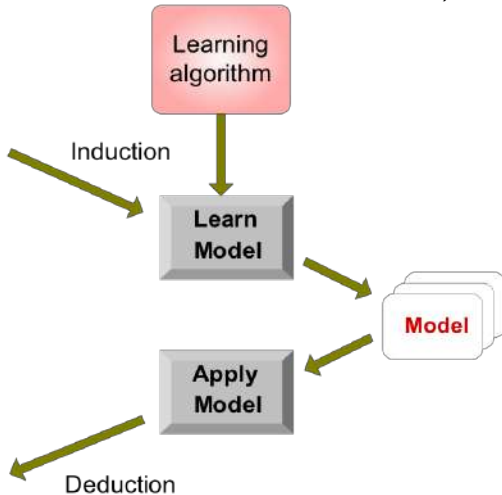 Learning
algorithm
Induction
Learn
Model
Model
Apply
Model
Deduction